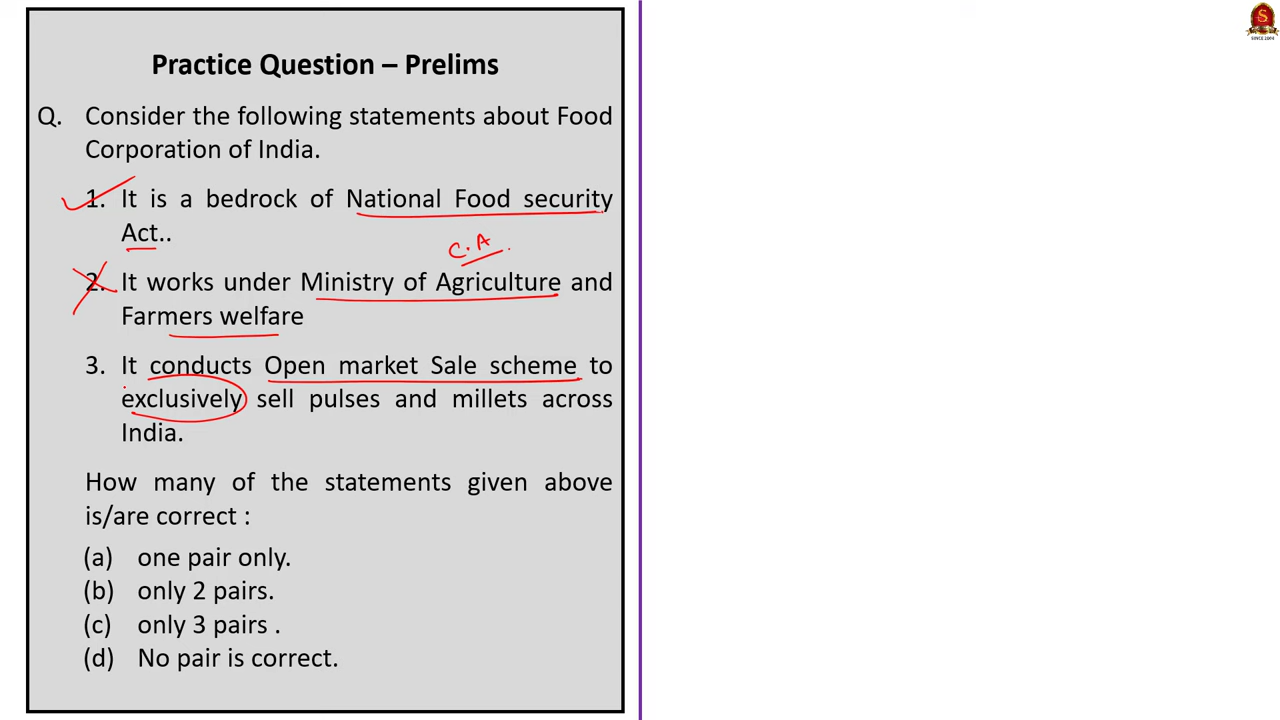 S
SINCE 2004
Practice Question – Prelims
Q. Consider the following statements about Food
Corporation of India.
1. It is a bedrock of National Food security
Act..
C.A
2. It works under Ministry of Agriculture and
Farmers welfare
3. It conducts Open market Sale scheme to
exclusively sell pulses and millets across
India.
How many of the statements given above
is/are correct :
(a) one pair only.
(b) only 2 pairs.
(c) only 3 pairs .
(d) No pair is correct.